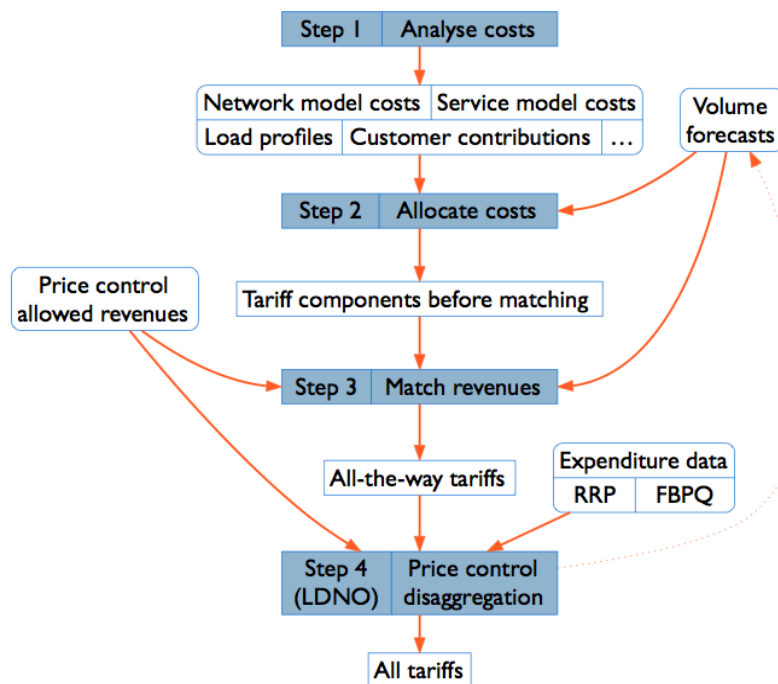 Step 1 Analyse costs
Network model costs Service model costs
Load profiles Customer contributions ...
Volume
forecasts
Step 2 Allocate costs
Price control
allowed revenues
Tariff components before matching
Step 3 Match revenues
All-the-way tariffs
Expenditure data
RRP FBPQ
Step 4
(LDNO)
Price control
disaggregation
All tariffs